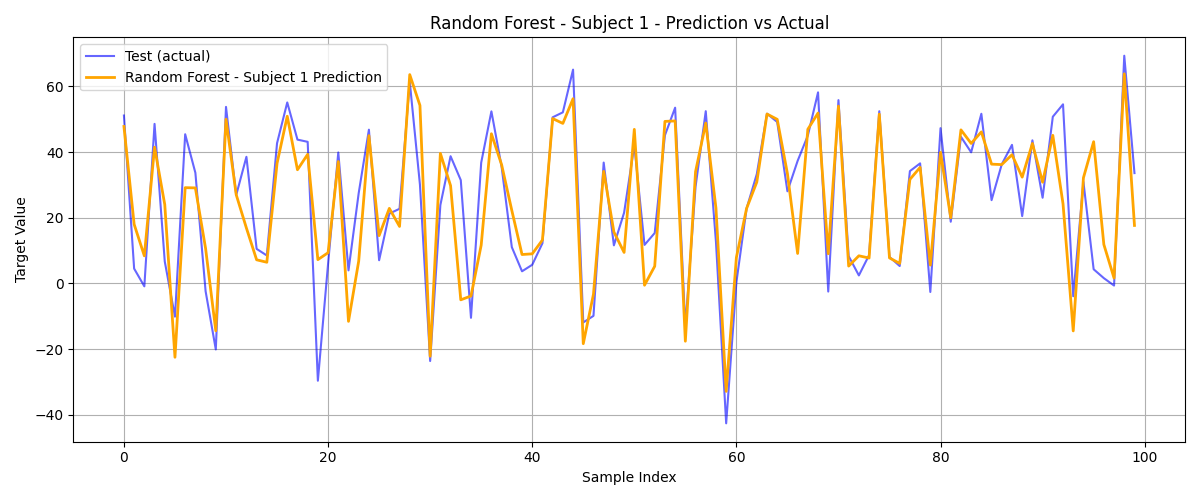 Random Forest - Subject 1 - Prediction vs Actual
Test (actual)
Random Forest - Subject 1 Prediction
Target Value
60
40
20
0
−20
−40
0 20 40 60 80 100
Sample Index